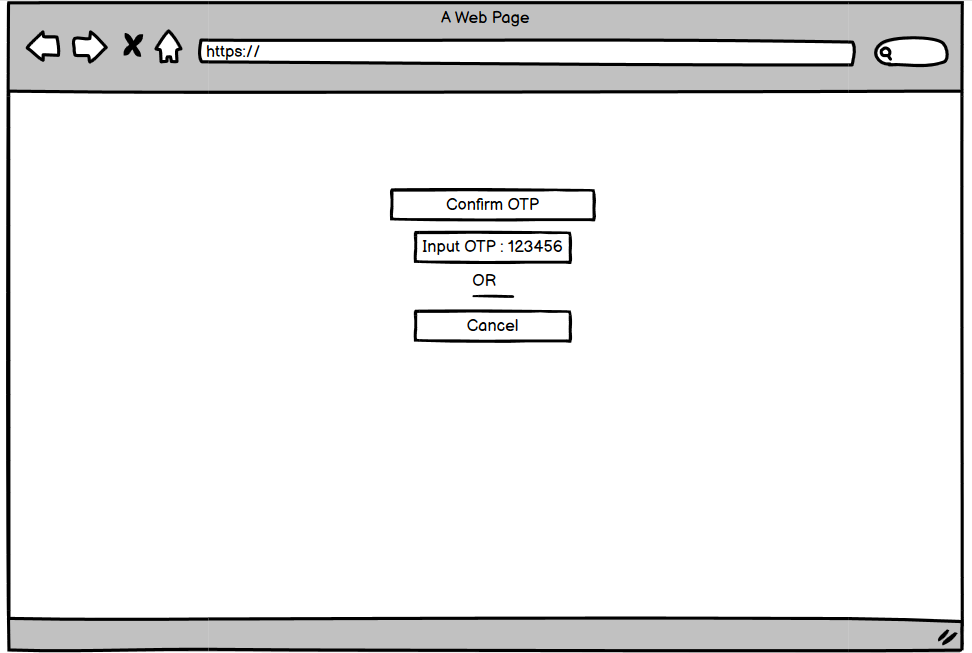 A Web Page
https://
Confirm OTP
Input OTP : 123456
OR
Cancel